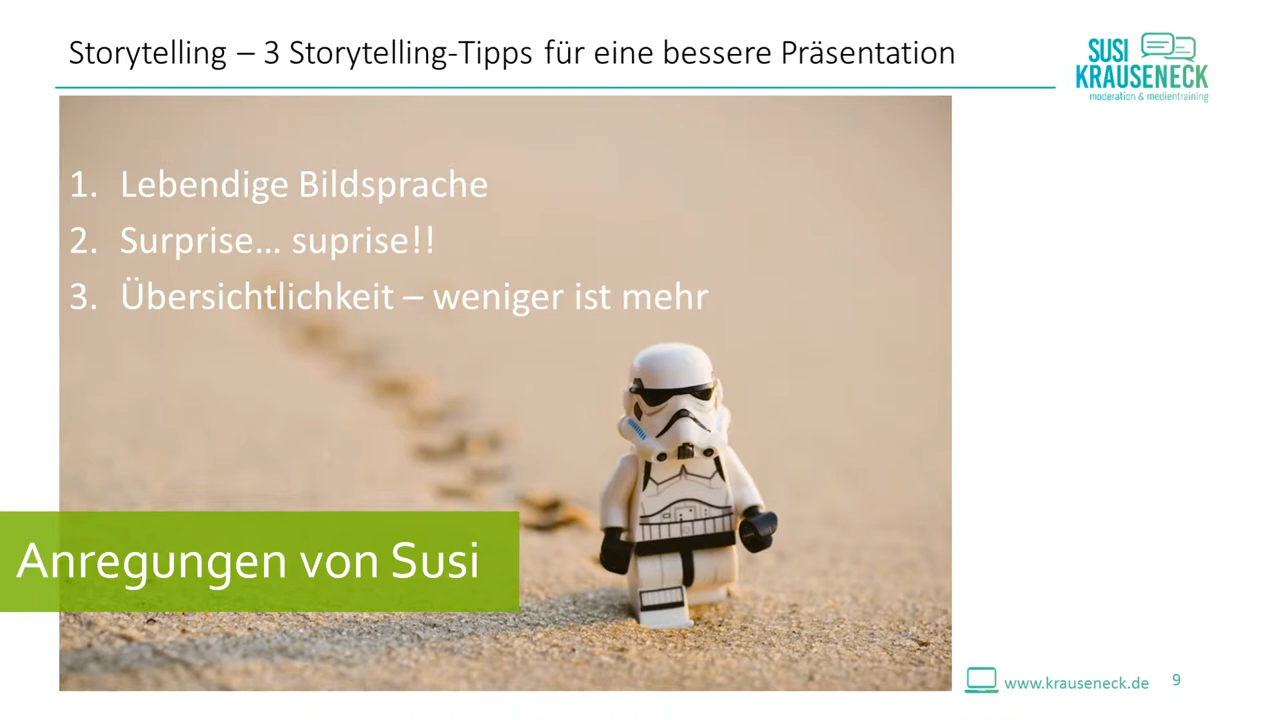 Storytelling – 3 Storytelling-Tipps für eine bessere Präsentation
SUSI
KRAUSENECK
moderation & medientraining
1. Lebendige Bildsprache
2. Surprise... suprise!!
3. Übersichtlichkeit – weniger ist mehr
Anregungen von Susi
www.krauseneck.de
9